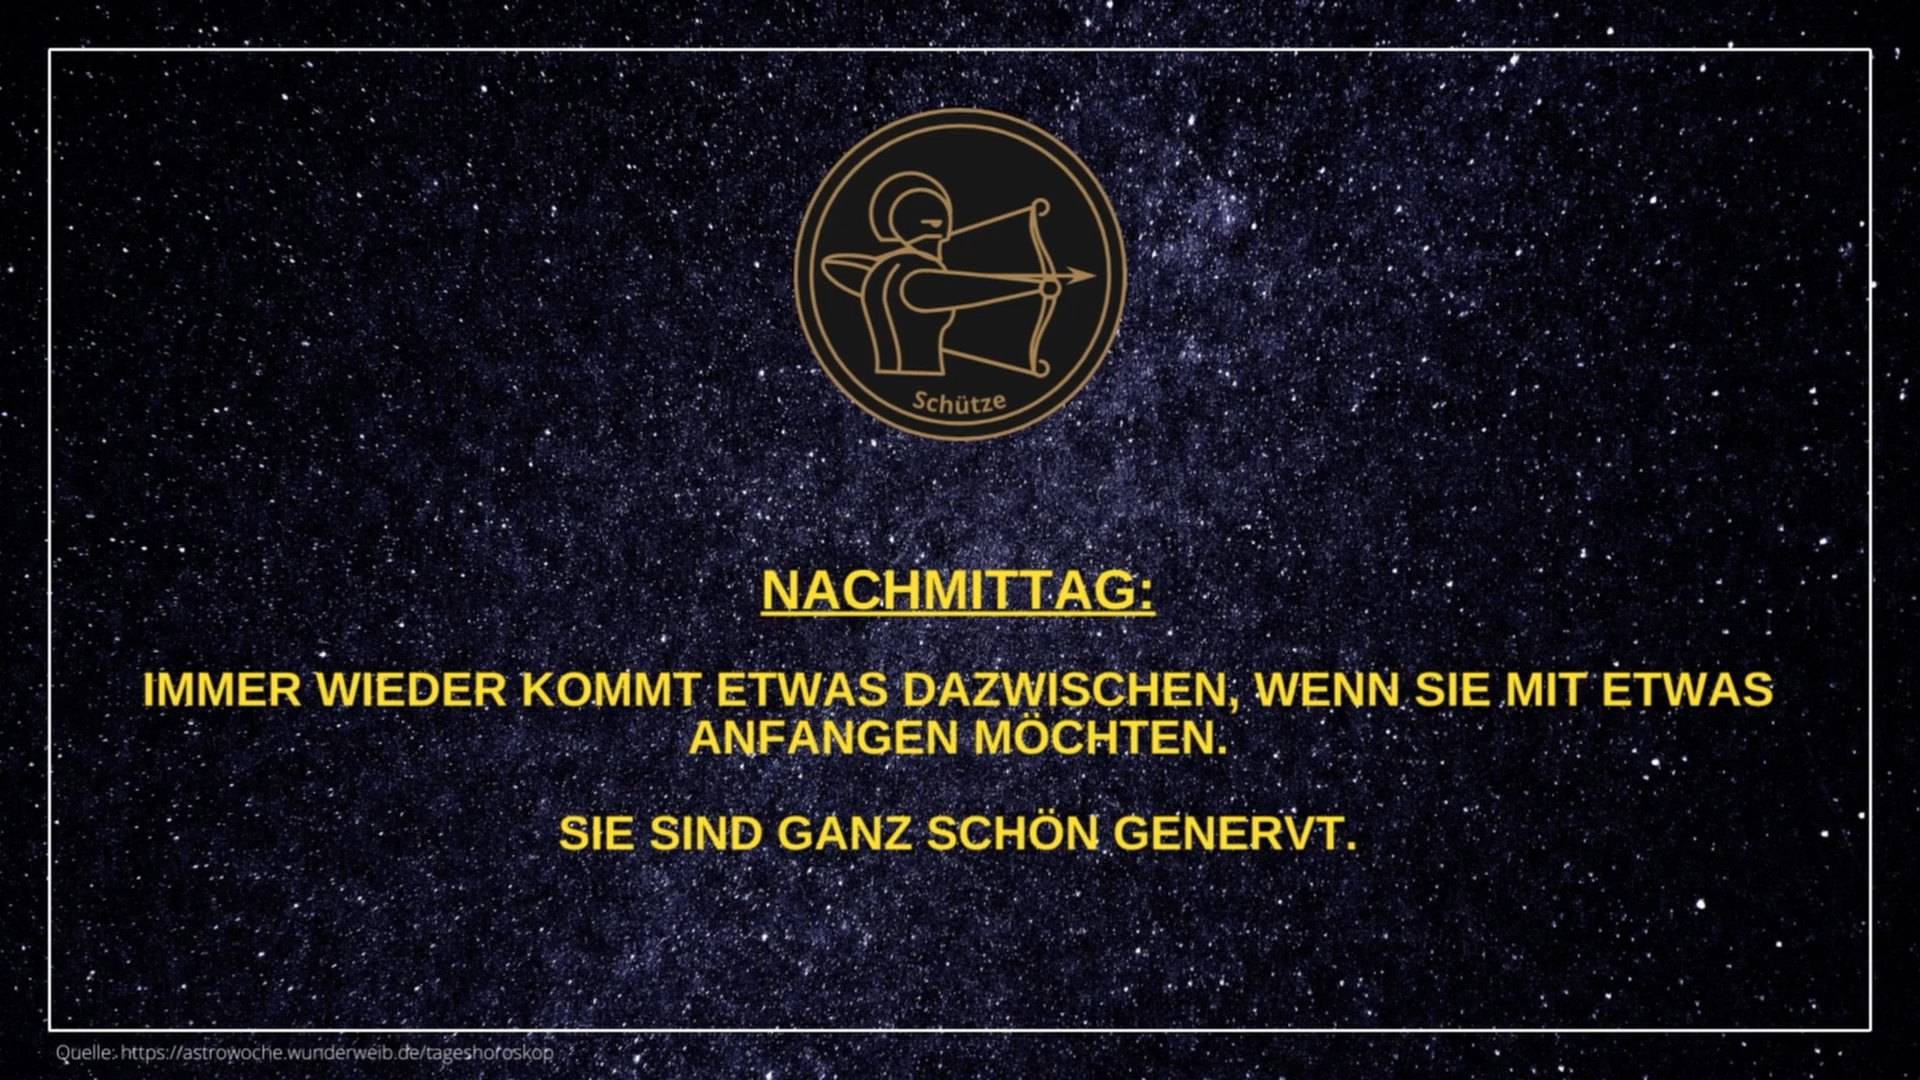 Schütze
NACHMITTAG:
IMMER WIEDER KOMMT ETWAS DAZWISCHEN, WENN SIE MIT ETWAS
ANFANGEN MÖCHTEN.
SIE SIND GANZ SCHÖN GENERVT.
Quelle: https://astrowoche.wunderweib.de/tageshoroskop